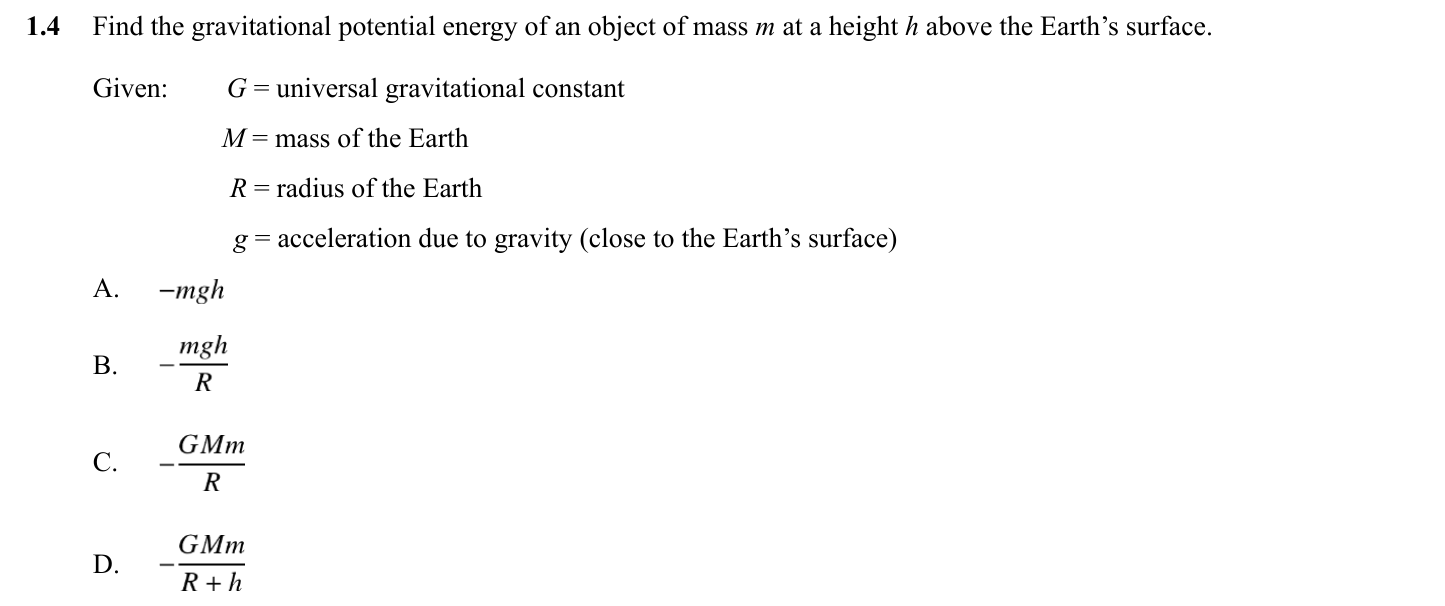 1.4 Find the gravitational potential energy of an object of mass m at a height h above the Earth’s surface.
Given: G = universal gravitational constant
M = mass of the Earth
R = radius of the Earth
g = acceleration due to gravity (close to the Earth’s surface)
A. −mgh
B. −mgh/R
C. −GMm/R
D. −GMm/(R + h)